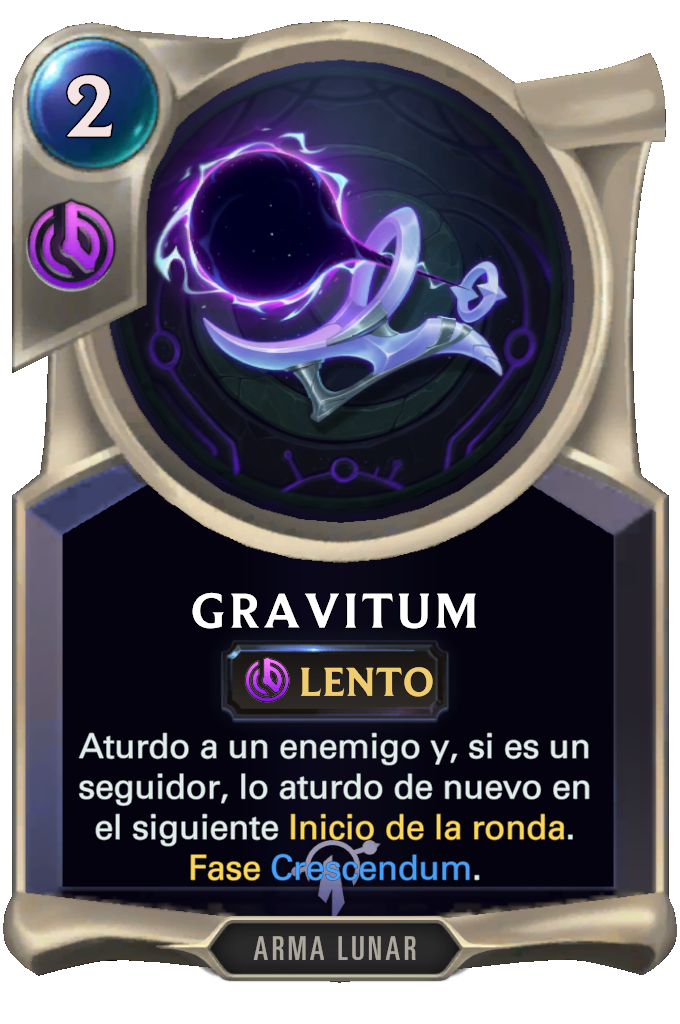 2
GRAVITUM
LENTO
Aturdo a un enemigo y, si es un
seguidor, lo aturdo de nuevo en
el siguiente Inicio de la ronda.
Fase Crescendum.
ARMA LUNAR